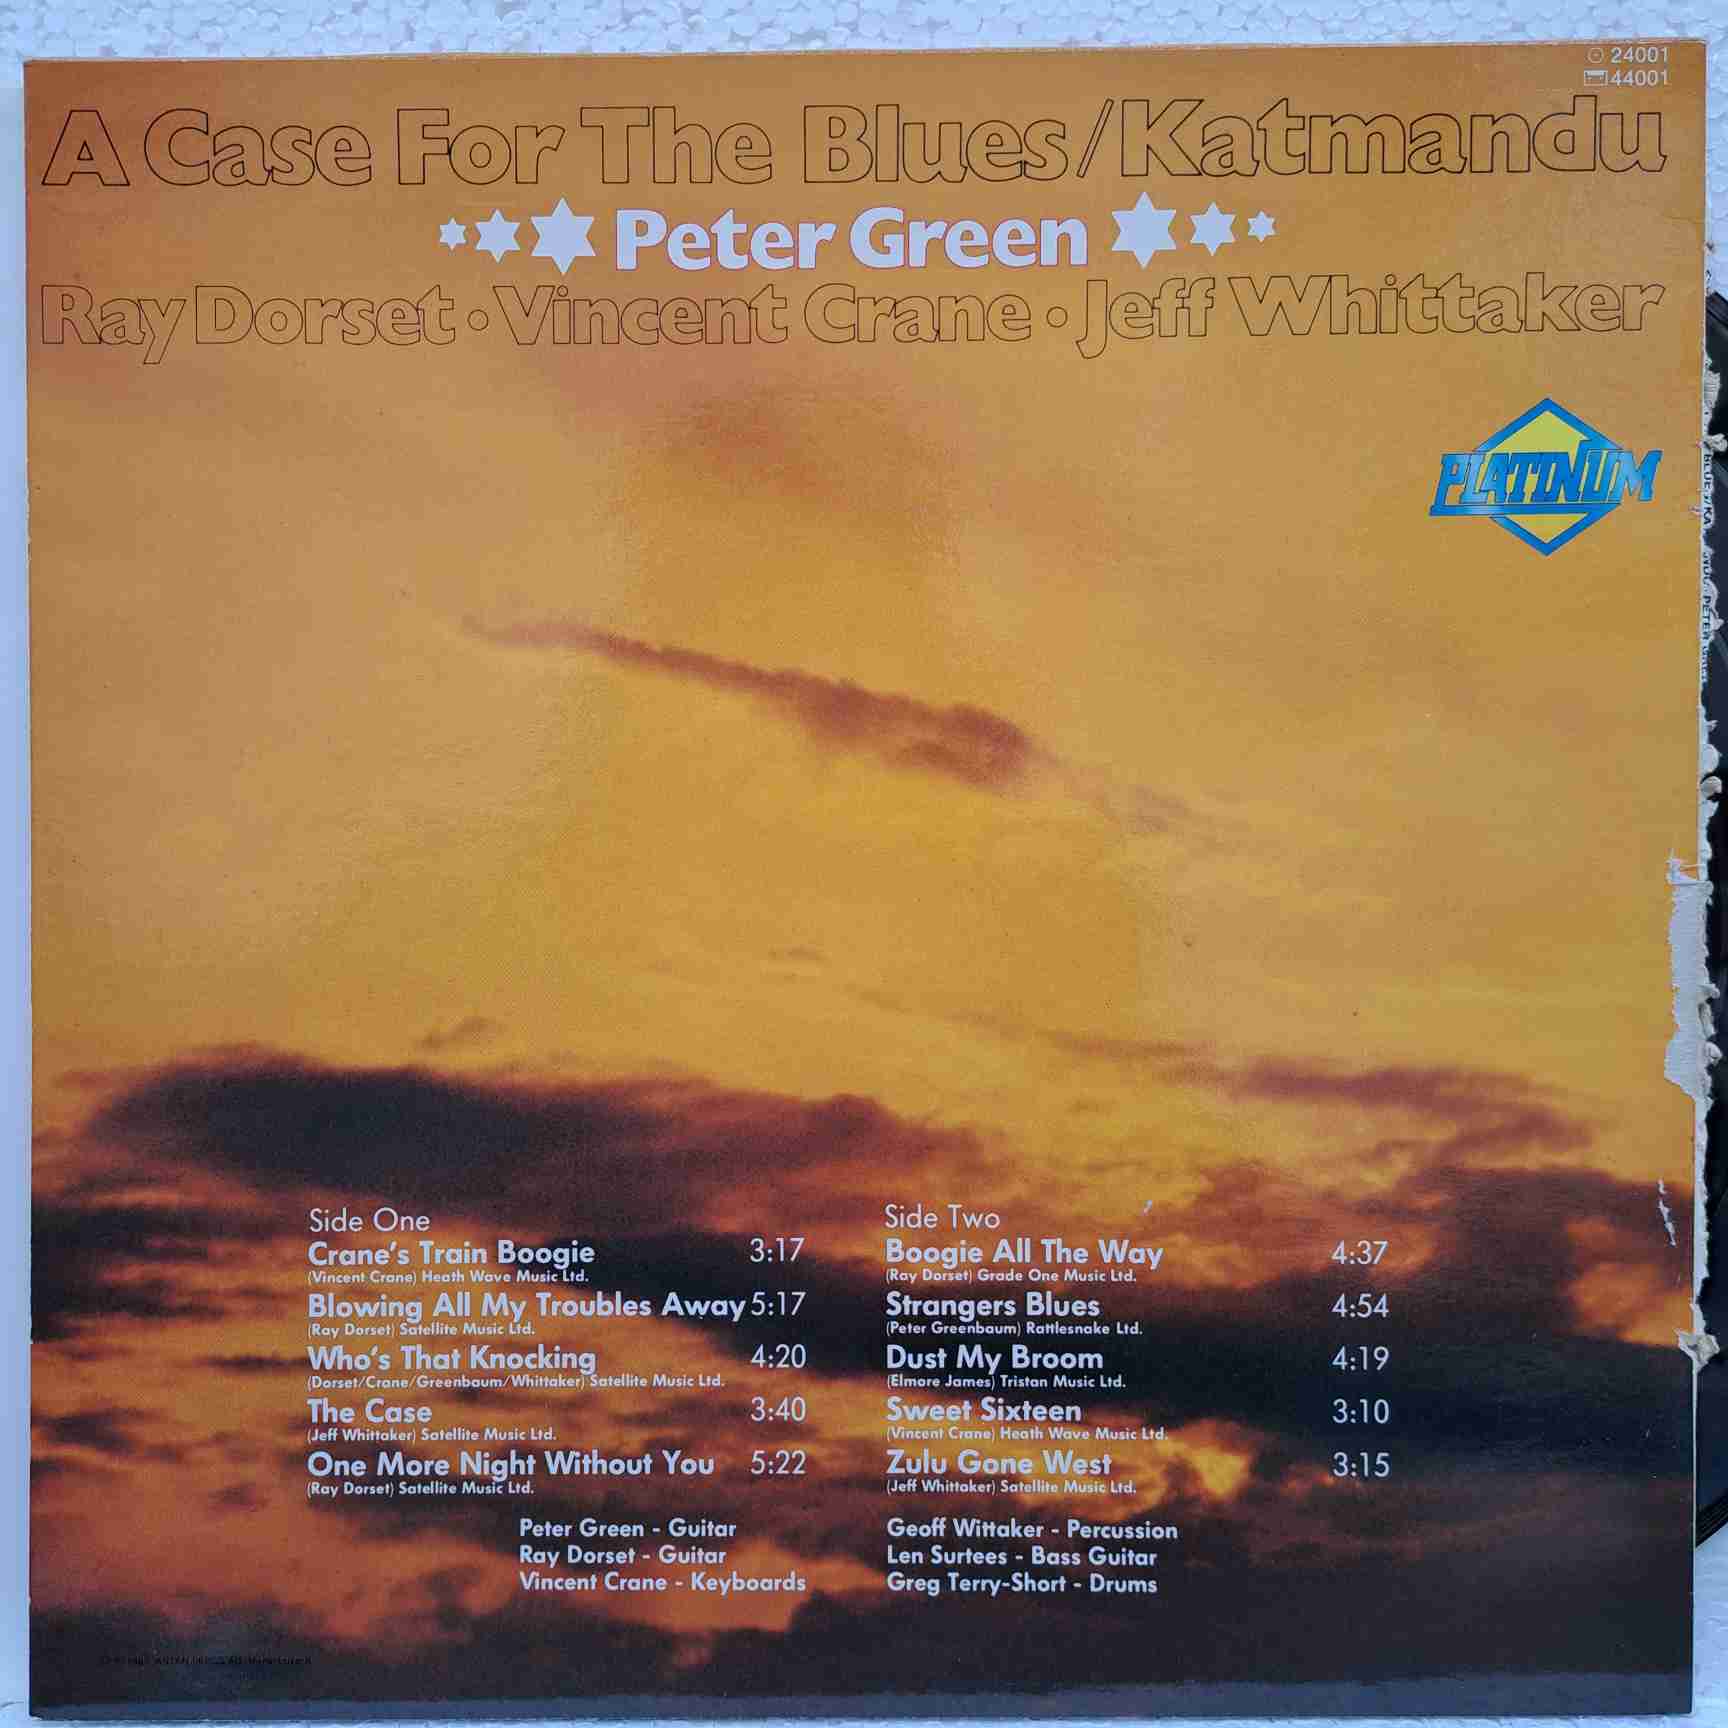 24001
44001
A Case For The Blues/Katmandu
Peter Green
Ray Dorset • Vincent Crane • Jeff Whittaker
PLATINUM
Side One
Crane's Train Boogie 3:17
(Vincent Crane) Heath Wave Music Ltd.
Blowing All My Troubles Away 5:17
(Ray Dorset) Satellite Music Ltd.
Who's That Knocking 4:20
(Dorset/Crane/Greenbaum/Whittaker) Satellite Music Ltd.
The Case 3:40
(Jeff Whittaker) Satellite Music Ltd.
One More Night Without You 5:22
(Ray Dorset) Satellite Music Ltd.
Side Two
Boogie All The Way 4:37
(Ray Dorset) Grade One Music Ltd.
Strangers Blues 4:54
(Peter Greenbaum) Rattlesnake Ltd.
Dust My Broom 4:19
(Elmore James) Tristan Music Ltd.
Sweet Sixteen 3:10
(Vincent Crane) Heath Wave Music Ltd.
Zulu Gone West 3:15
(Jeff Whittaker) Satellite Music Ltd.
Peter Green - Guitar
Ray Dorset - Guitar
Vincent Crane - Keyboards
Geoff Wittaker - Percussion
Len Surtees - Bass Guitar
Greg Terry-Short - Drums